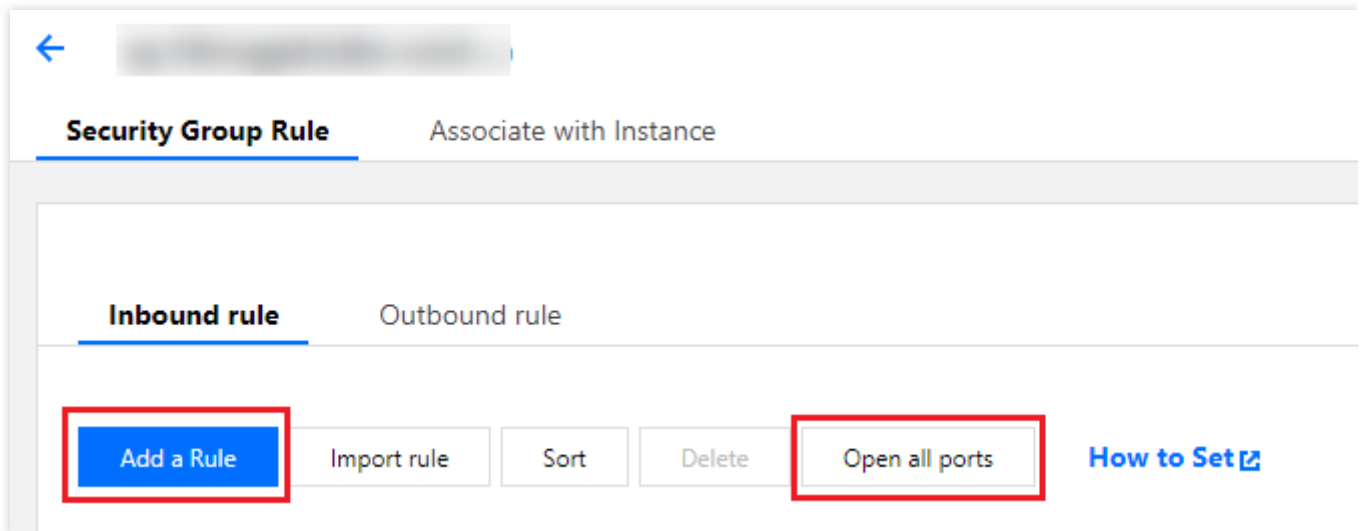 Security Group Rule Associate with Instance
Inbound rule Outbound rule
Add a Rule Import rule Sort Delete Open all ports How to Set